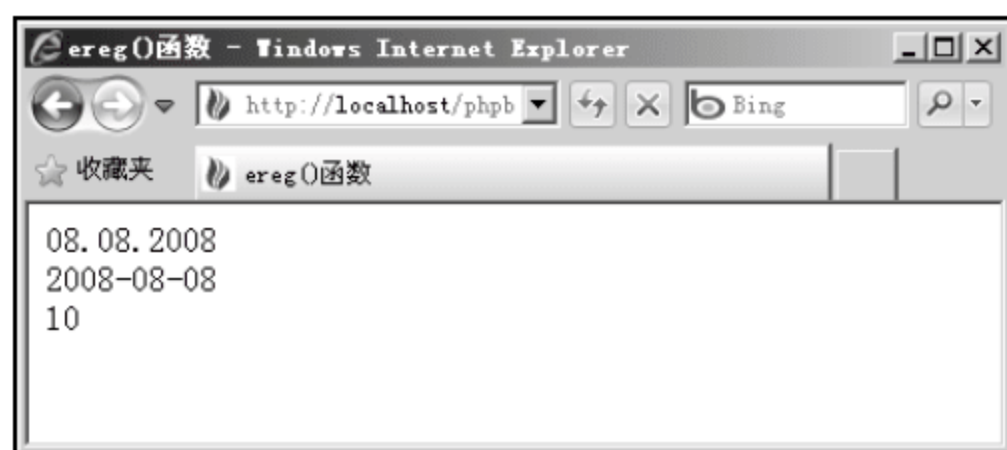 ereg()函数 - Windows Internet Explorer
http://localhost/phpb
Bing
收藏夹
ereg()函数
08.08.2008
2008-08-08
10